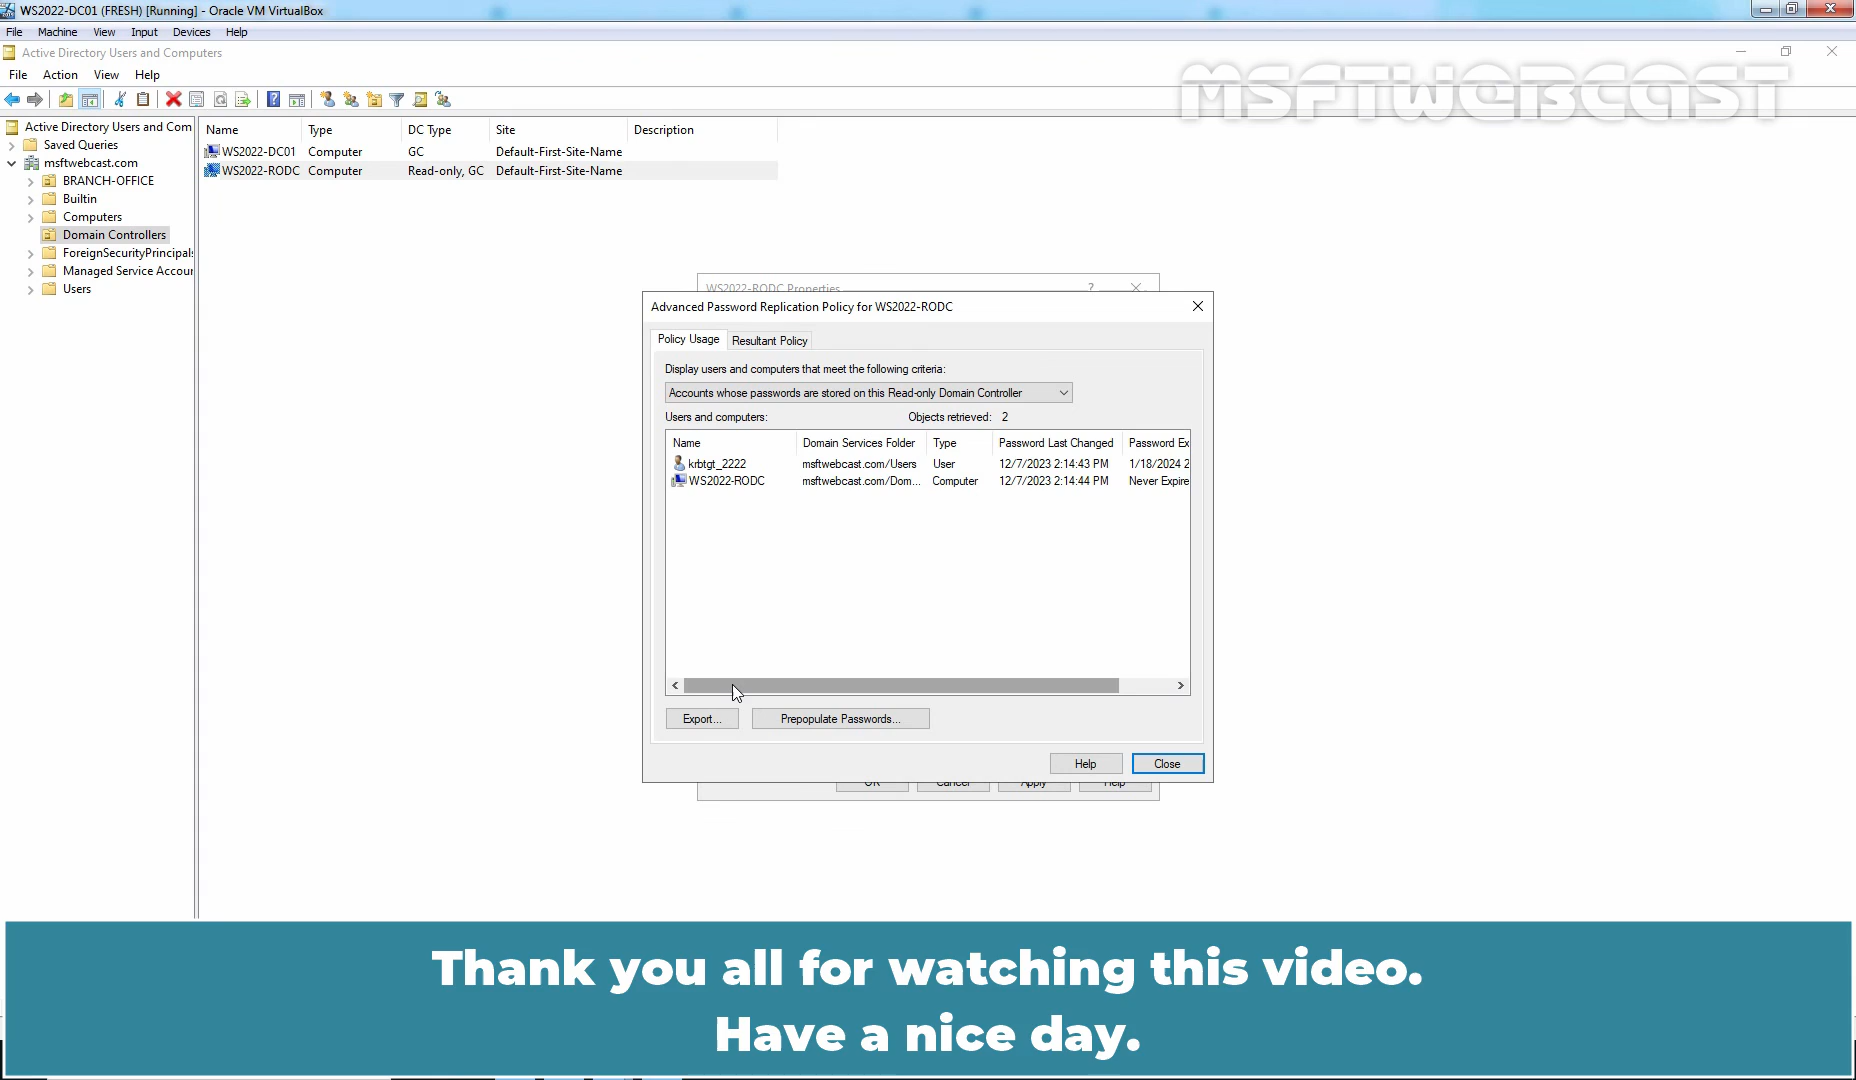 WS2022-DC01 (FRESH) [Running] - Oracle VM VirtualBox
File Machine View Input Devices Help
Active Directory Users and Computers
File Action View Help
MSFTWEBCAST
Active Directory Users and Com
Saved Queries
msftwebcast.com
BRANCH-OFFICE
Builtin
Computers
Domain Controllers
ForeignSecurityPrincipals
Managed Service Accoun
Users
Name Type DC Type Site Description
WS2022-DC01 Computer GC Default-First-Site-Name
WS2022-RODC Computer Read-only, GC Default-First-Site-Name
WS2022-RODC Properties ?
Advanced Password Replication Policy for WS2022-RODC
Policy Usage Resultant Policy
Display users and computers that meet the following criteria:
Accounts whose passwords are stored on this Read-only Domain Controller
Users and computers: Objects retrieved: 2
Name Domain Services Folder Type Password Last Changed Password Ex
krbtgt_2222 msftwebcast.com/Users User 12/7/2023 2:14:43 PM 1/18/2024 2
WS2022-RODC msftwebcast.com/Dom... Computer 12/7/2023 2:14:44 PM Never Expire
Export... Prepopulate Passwords...
Help Close
OK Cancel Apply Help
Thank you all for watching this video.
Have a nice day.